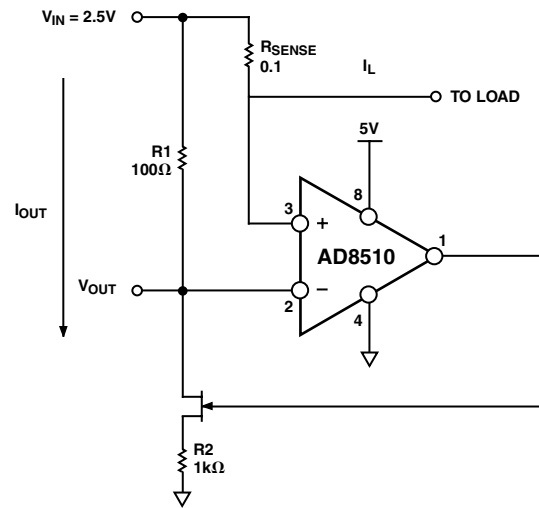 VIN = 2.5V
RSENSE
0.1
IL
TO LOAD
5V
R1
100Ω
IOUT
3
+
8
1
AD8510
VOUT
2
−
4
R2
1kΩ